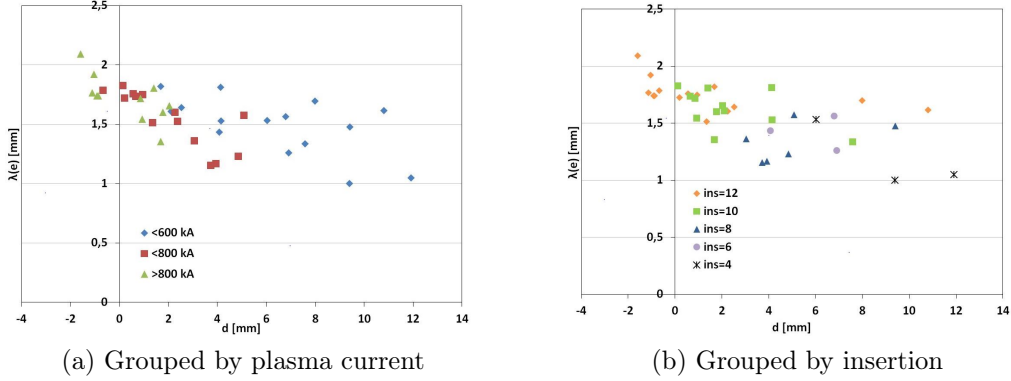 2,5
2
1,5
1
0,5
0
λ(e) [mm]
-4 -2 0 2 4 6 8 10 12 14
d [mm]
<600 kA
<800 kA
>800 kA
(a) Grouped by plasma current
2,5
2
1,5
1
0,5
0
λ(e) [mm]
-4 -2 0 2 4 6 8 10 12 14
d [mm]
ins=12
ins=10
ins=8
ins=6
ins=4
(b) Grouped by insertion